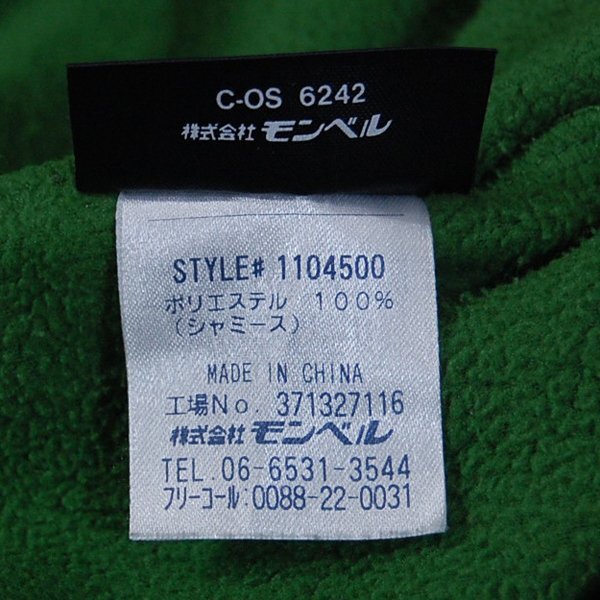 C-OS 6242
株式会社 モンベル
STYLE# 1104500
ポリエステル 100%
(シャミース)
MADE IN CHINA
工場No. 371327116
株式会社 モンベル
TEL. 06-6531-3544
フリーコール:0088-22-0031